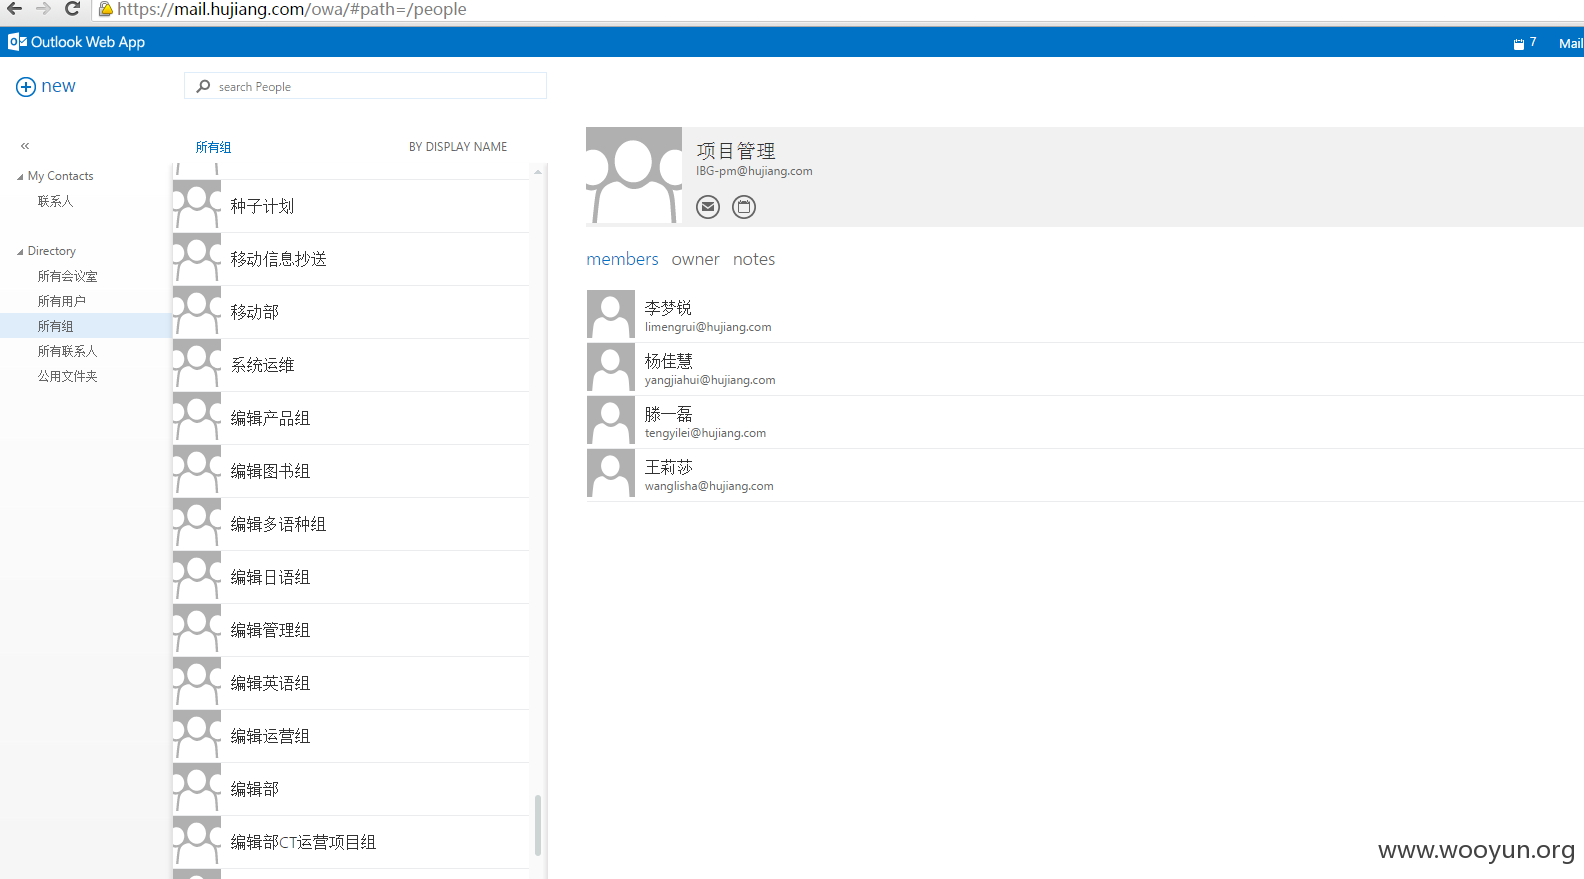 https://mail.hujiang.com/owa/#path=/people
Outlook Web App
7
Mail
new
search People
所有组
BY DISPLAY NAME
My Contacts
联系人
Directory
所有会议室
所有用户
所有组
所有联系人
公用文件夹
种子计划
移动信息抄送
移动部
系统运维
编辑产品组
编辑图书组
编辑多语种组
编辑日语组
编辑管理组
编辑英语组
编辑运营组
编辑部
编辑部CT运营项目组
项目管理
IBG-pm@hujiang.com
members owner notes
李梦锐
limengrui@hujiang.com
杨佳慧
yangjiahui@hujiang.com
滕一磊
tengyilei@hujiang.com
王莉莎
wanglisha@hujiang.com
www.wooyun.org